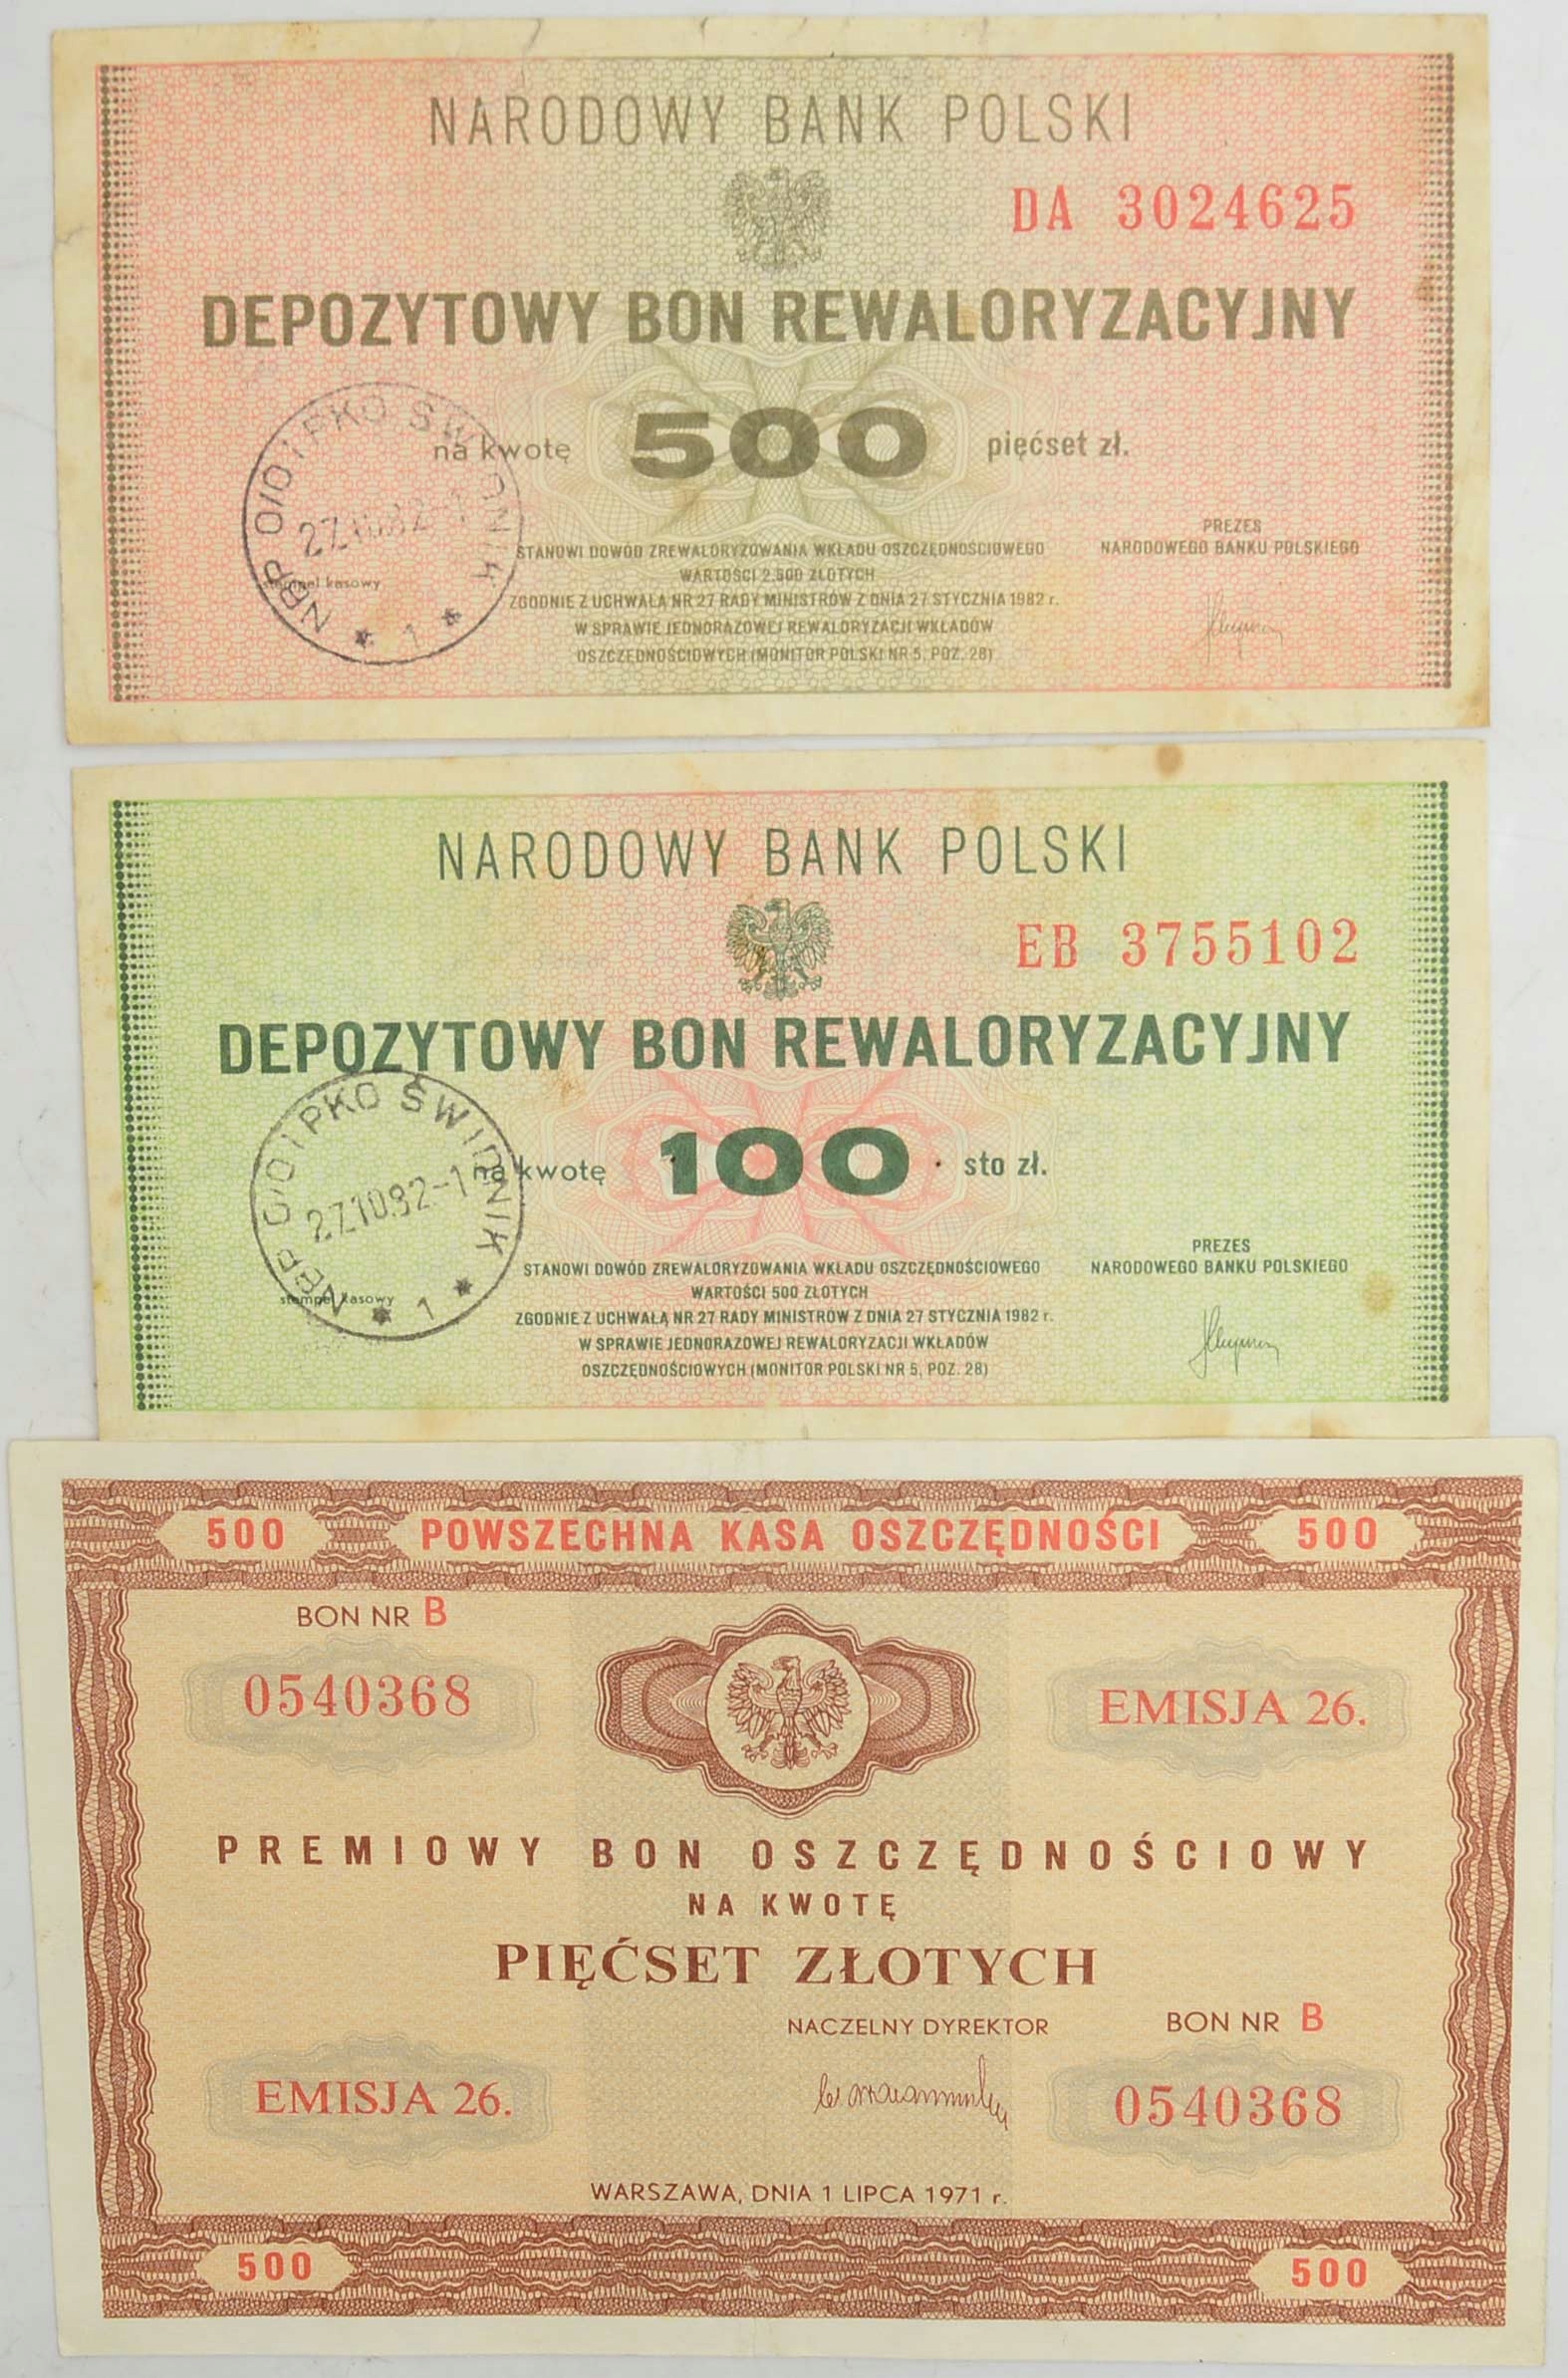 NARODOWY BANK POLSKI
DA 3024625
DEPOZYTOWY BON REWALORYZACYJNY
na kwotę 500 pięćset zł.
NBP O/O I PKO ŚWIDNIK
27.10.82-1
* 1 *
stempel kasowy
STANOWI DOWÓD ZREWALORYZOWANIA WKŁADU OSZCZĘDNOŚCIOWEGO
WARTOŚCI 2.500 ZŁOTYCH
ZGODNIE Z UCHWAŁĄ NR 27 RADY MINISTRÓW Z DNIA 27 STYCZNIA 1982 r.
W SPRAWIE JEDNORAZOWEJ REWALORYZACJI WKŁADÓW
OSZCZĘDNOŚCIOWYCH (MONITOR POLSKI NR 5, POZ. 28)
PREZES
NARODOWEGO BANKU POLSKIEGO
NARODOWY BANK POLSKI
EB 3755102
DEPOZYTOWY BON REWALORYZACYJNY
na kwotę 100 sto zł.
NBP O/O I PKO ŚWIDNIK
27.10.82-1
* 1 *
stempel kasowy
STANOWI DOWÓD ZREWALORYZOWANIA WKŁADU OSZCZĘDNOŚCIOWEGO
WARTOŚCI 500 ZŁOTYCH
ZGODNIE Z UCHWAŁĄ NR 27 RADY MINISTRÓW Z DNIA 27 STYCZNIA 1982 r.
W SPRAWIE JEDNORAZOWEJ REWALORYZACJI WKŁADÓW
OSZCZĘDNOŚCIOWYCH (MONITOR POLSKI NR 5, POZ. 28)
PREZES
NARODOWEGO BANKU POLSKIEGO
500 POWSZECHNA KASA OSZCZĘDNOŚCI 500
BON NR B
0540368
EMISJA 26.
PREMIOWY BON OSZCZĘDNOŚCIOWY
NA KWOTĘ
PIĘĆSET ZŁOTYCH
NACZELNY DYREKTOR
BON NR B
EMISJA 26.
0540368
WARSZAWA, DNIA 1 LIPCA 1971 r.
500
500